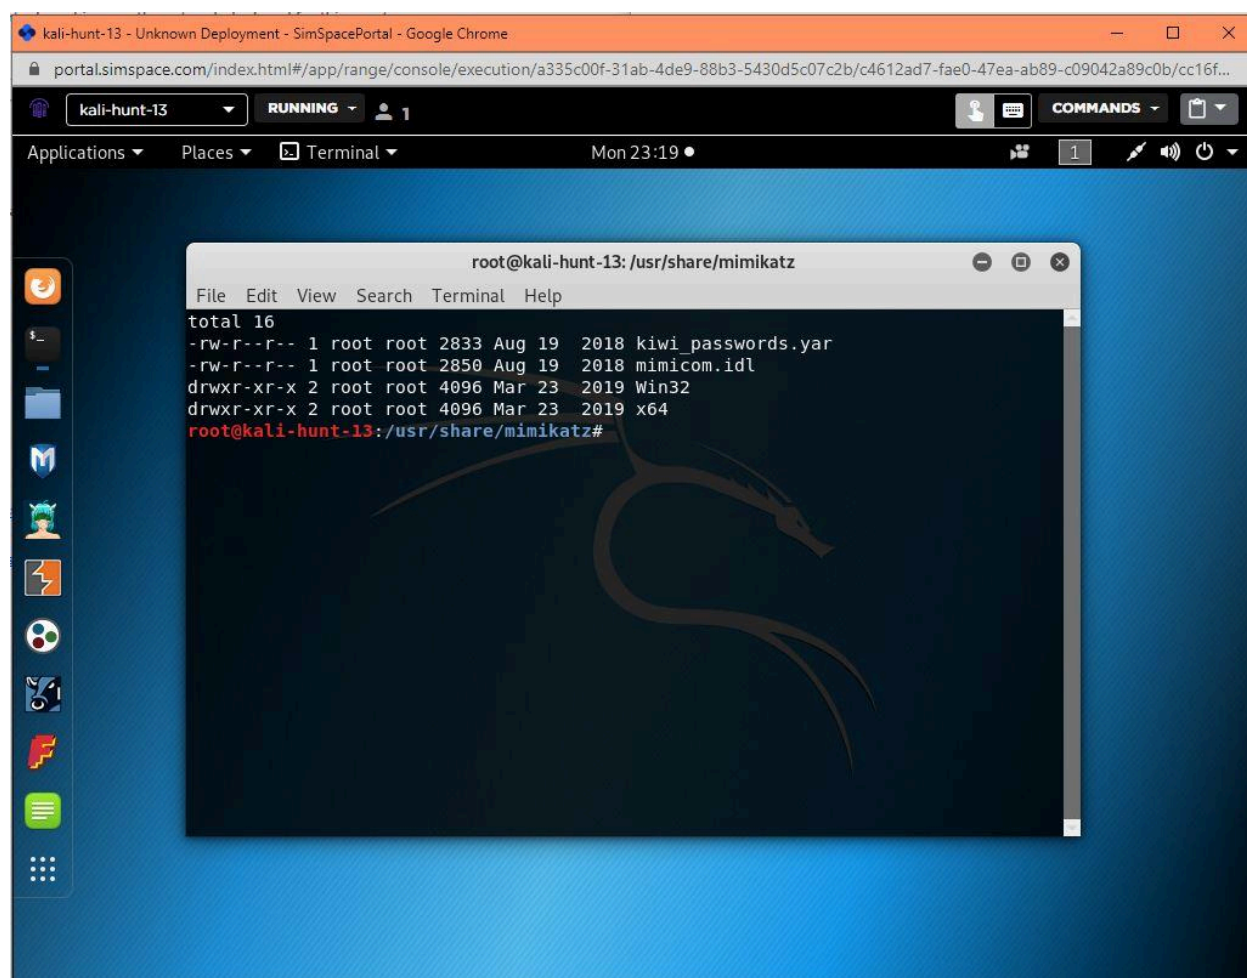 kali-hunt-13 - Unknown Deployment - SimSpacePortal - Google Chrome
portal.simspace.com/index.html#/app/range/console/execution/a335c00f-31ab-4de9-88b3-5430d5c07c2b/c4612ad7-fae0-47ea-ab89-c09042a89c0b/cc16f...
kali-hunt-13 RUNNING 1 COMMANDS
Applications Places Terminal Mon 23:19 1
root@kali-hunt-13: /usr/share/mimikatz
File Edit View Search Terminal Help
total 16
-rw-r--r-- 1 root root 2833 Aug 19  2018 kiwi_passwords.yar
-rw-r--r-- 1 root root 2850 Aug 19  2018 mimicom.idl
drwxr-xr-x 2 root root 4096 Mar 23  2019 Win32
drwxr-xr-x 2 root root 4096 Mar 23  2019 x64
root@kali-hunt-13:/usr/share/mimikatz#